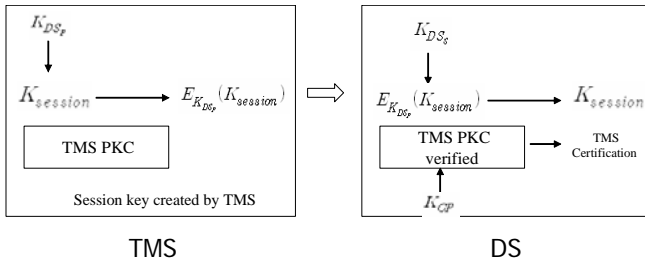 K_{DS_P}
K_{session}
E_{K_{DS_P}}(K_{session})
TMS PKC
Session key created by TMS
TMS
K_{DS_S}
E_{K_{DS_P}}(K_{session})
K_{session}
TMS PKC
verified
TMS
Certification
K_{CP}
DS